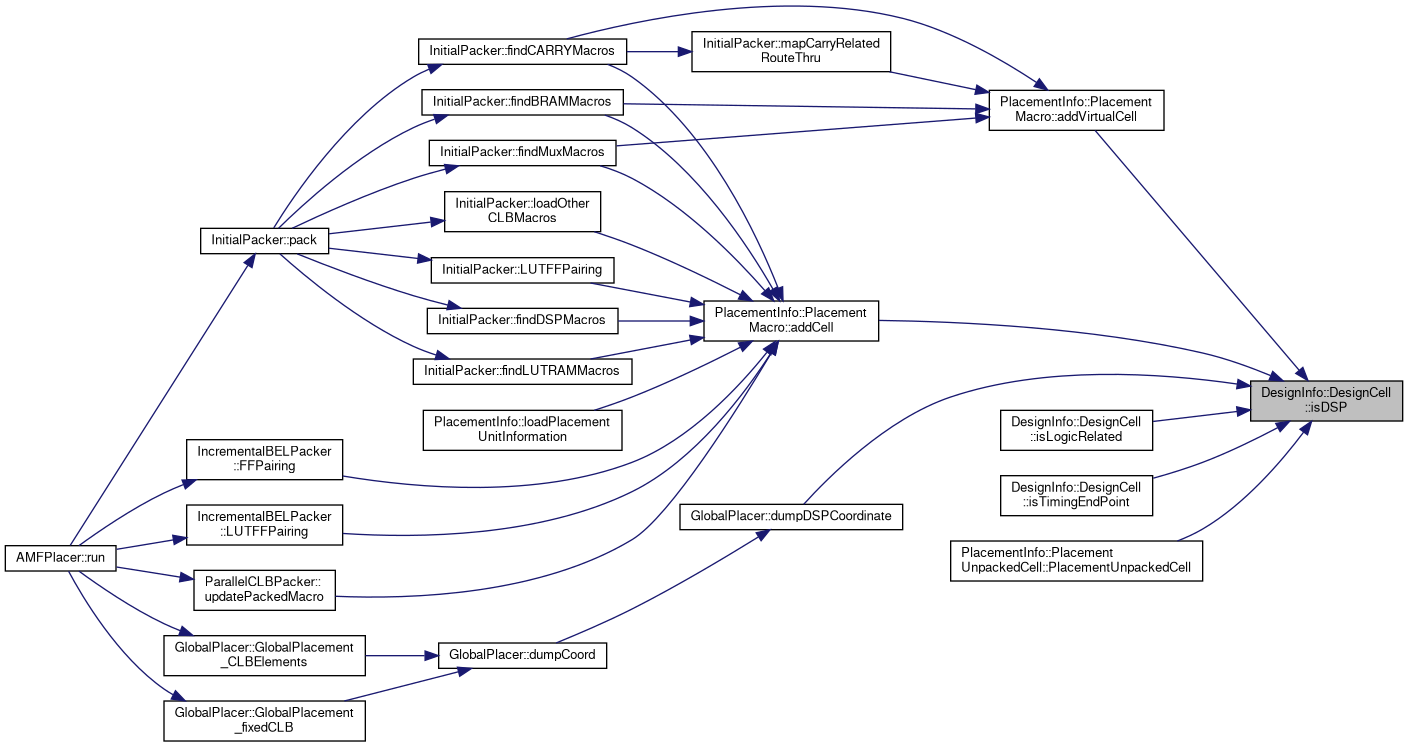 InitialPacker::findCARRYMacros
InitialPacker::mapCarryRelated
RouteThru
InitialPacker::findBRAMMacros
PlacementInfo::Placement
Macro::addVirtualCell
InitialPacker::findMuxMacros
InitialPacker::loadOther
CLBMacros
InitialPacker::pack
InitialPacker::LUTFFPairing
InitialPacker::findDSPMacros
PlacementInfo::Placement
Macro::addCell
InitialPacker::findLUTRAMMacros
DesignInfo::DesignCell
::isDSP
PlacementInfo::loadPlacement
UnitInformation
DesignInfo::DesignCell
::isLogicRelated
IncrementalBELPacker
::FFPairing
DesignInfo::DesignCell
::isTimingEndPoint
IncrementalBELPacker
::LUTFFPairing
GlobalPlacer::dumpDSPCoordinate
AMFPlacer::run
PlacementInfo::Placement
UnpackedCell::PlacementUnpackedCell
ParallelCLBPacker::
updatePackedMacro
GlobalPlacer::GlobalPlacement
_CLBElements
GlobalPlacer::dumpCoord
GlobalPlacer::GlobalPlacement
_fixedCLB